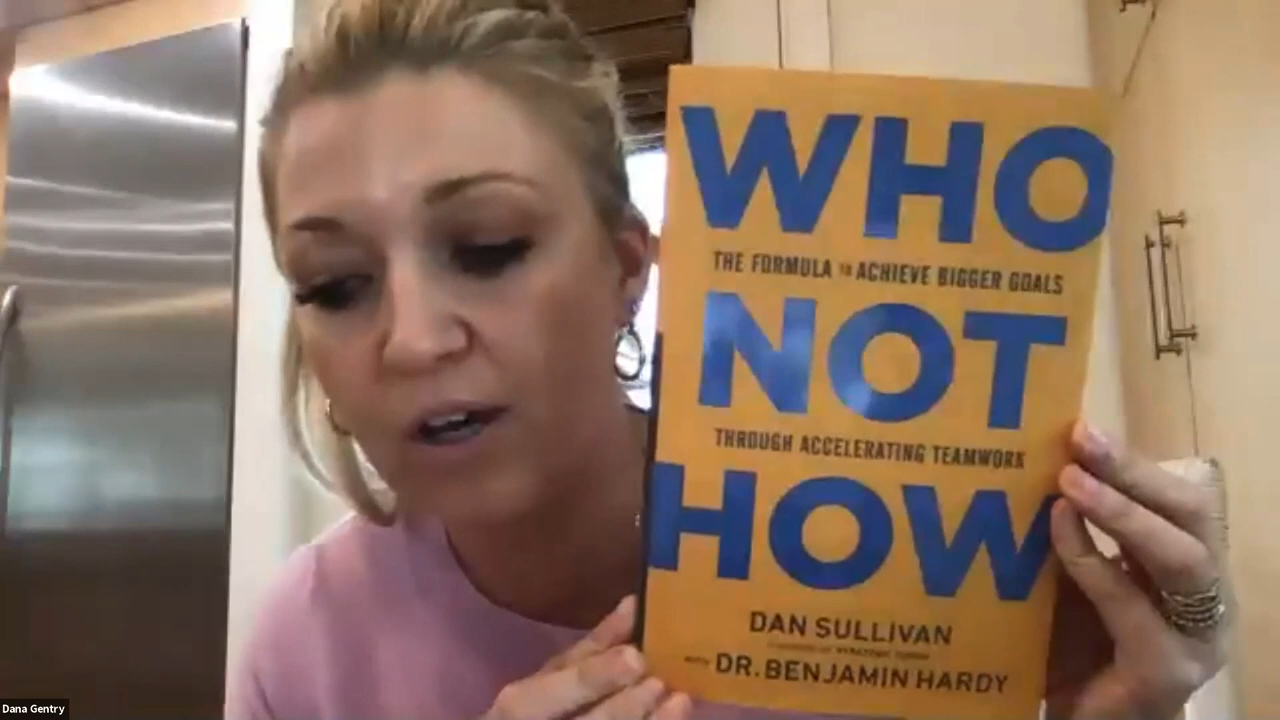 WHO
THE FORMULA TO ACHIEVE BIGGER GOALS
NOT
THROUGH ACCELERATING TEAMWORK
HOW
DAN SULLIVAN
WITH DR. BENJAMIN HARDY
Dana Gentry